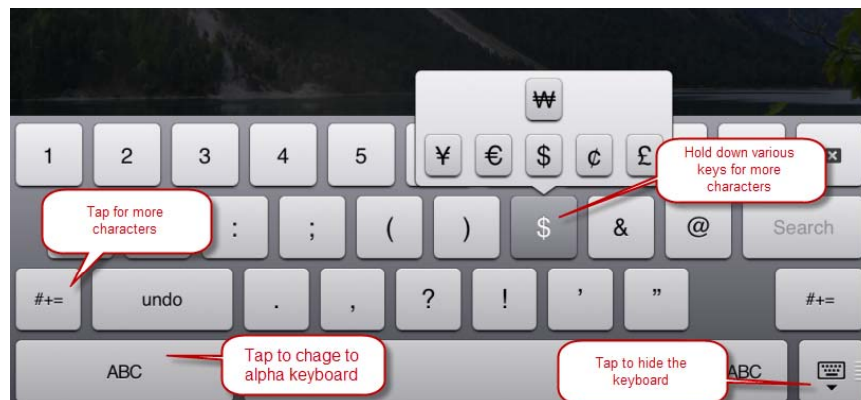 ₩
¥ € $ ¢ £
1 2 3 4 5
Hold down various
keys for more
characters
Tap for more
characters
: ; ( ) $ & @ Search
#+= undo . , ? ! ’ ” #+=
ABC
Tap to chage to
alpha keyboard
Tap to hide the
keyboard
ABC